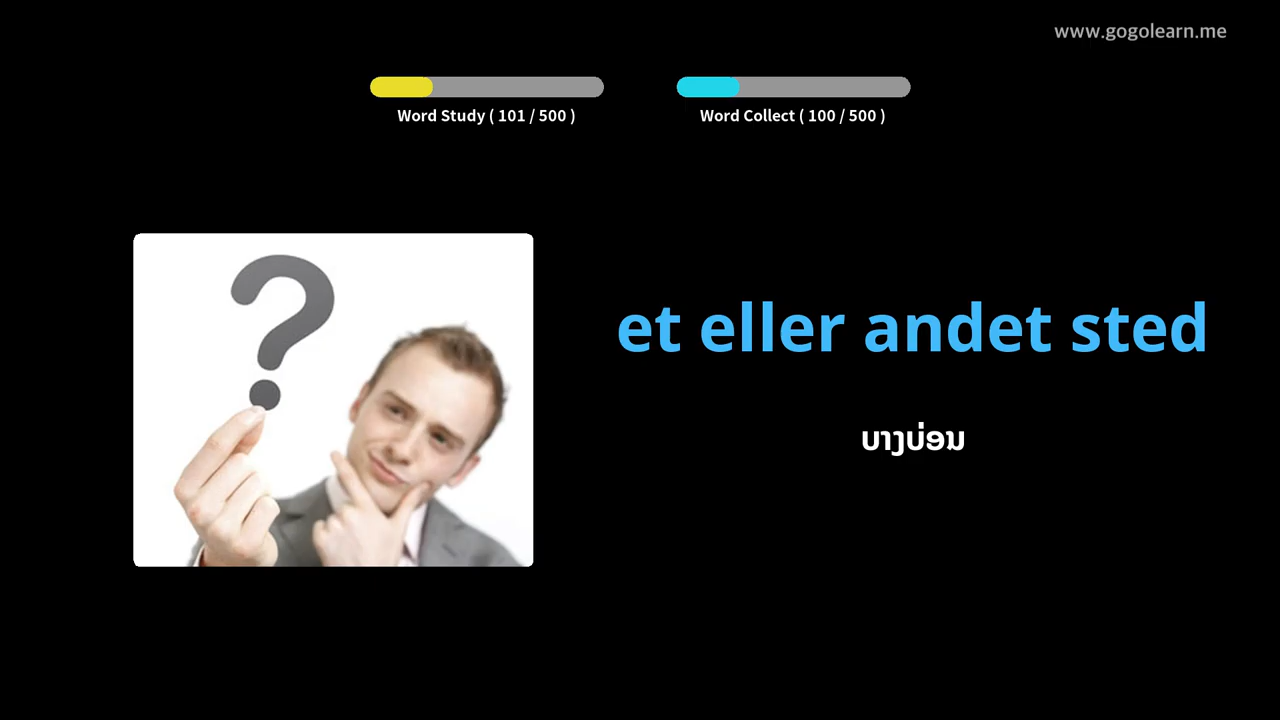 www.gogolearn.me
Word Study ( 101 / 500 )
Word Collect ( 100 / 500 )
?
et eller andet sted
ບາງບ່ອນ